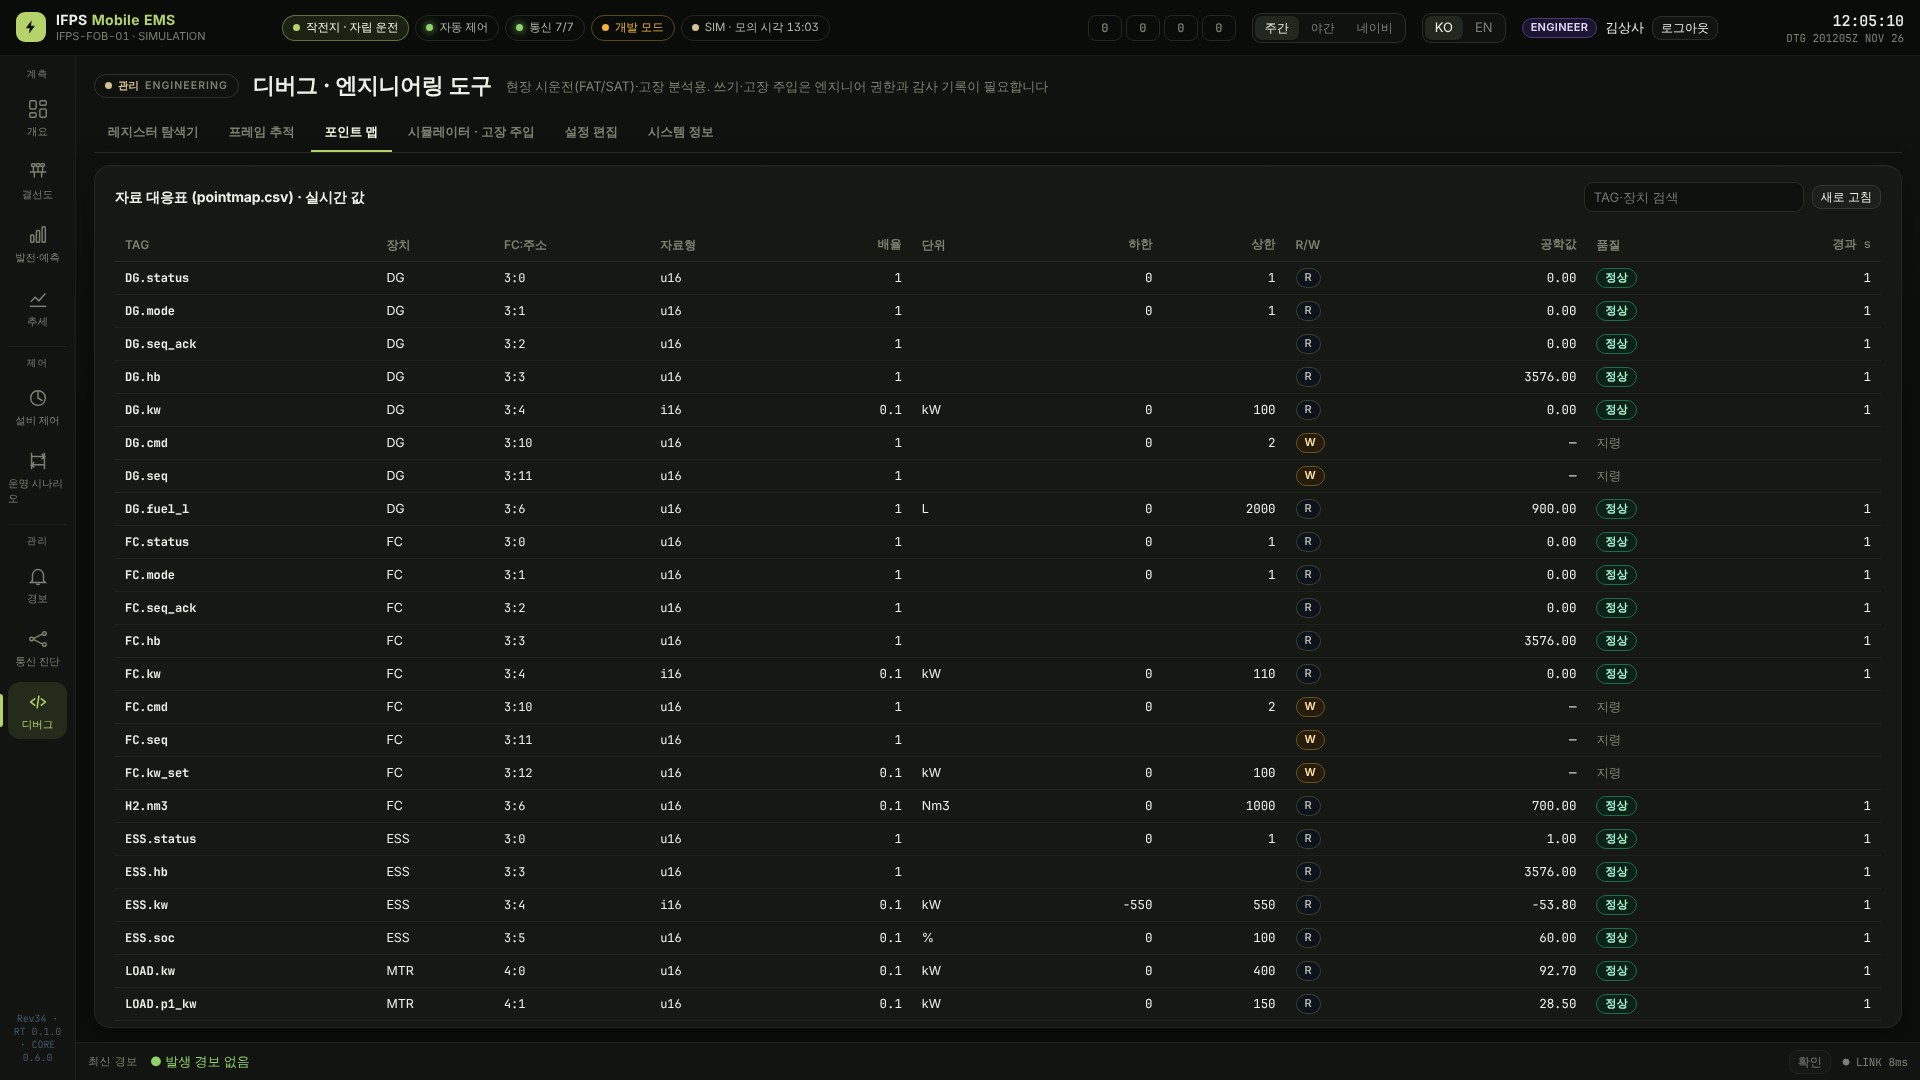 IFPS Mobile EMS
IFPS-FOB-01 · SIMULATION
작전지 · 자립 운전
자동 제어
통신 7/7
개발 모드
SIM · 모의 시각 13:03
0 0 0 0
주간 야간 네이비
KO EN
ENGINEER 김상사 로그아웃
12:05:10
DTG 201205Z NOV 26
계측
개요
결선도
발전·예측
추세
제어
설비 제어
운영 시나리
오
관리
경보
통신 진단
디버그
Rev34 ·
RT 0.1.0
· CORE
0.6.0
관리 ENGINEERING
디버그 · 엔지니어링 도구
현장 시운전(FAT/SAT)·고장 분석용. 쓰기·고장 주입은 엔지니어 권한과 감사 기록이 필요합니다
레지스터 탐색기 프레임 추적 포인트 맵 시뮬레이터 · 고장 주입 설정 편집 시스템 정보
자료 대응표 (pointmap.csv) · 실시간 값
TAG·장치 검색
새로 고침
TAG 장치 FC:주소 자료형 배율 단위 하한 상한 R/W 공학값 품질 경과 s
DG.status DG 3:0 u16 1 0 1 R 0.00 정상 1
DG.mode DG 3:1 u16 1 0 1 R 0.00 정상 1
DG.seq_ack DG 3:2 u16 1 R 0.00 정상 1
DG.hb DG 3:3 u16 1 R 3576.00 정상 1
DG.kw DG 3:4 i16 0.1 kW 0 100 R 0.00 정상 1
DG.cmd DG 3:10 u16 1 0 2 W — 지령
DG.seq DG 3:11 u16 1 W — 지령
DG.fuel_l DG 3:6 u16 1 L 0 2000 R 900.00 정상 1
FC.status FC 3:0 u16 1 0 1 R 0.00 정상 1
FC.mode FC 3:1 u16 1 0 1 R 0.00 정상 1
FC.seq_ack FC 3:2 u16 1 R 0.00 정상 1
FC.hb FC 3:3 u16 1 R 3576.00 정상 1
FC.kw FC 3:4 i16 0.1 kW 0 110 R 0.00 정상 1
FC.cmd FC 3:10 u16 1 0 2 W — 지령
FC.seq FC 3:11 u16 1 W — 지령
FC.kw_set FC 3:12 u16 0.1 kW 0 100 W — 지령
H2.nm3 FC 3:6 u16 0.1 Nm3 0 1000 R 700.00 정상 1
ESS.status ESS 3:0 u16 1 0 1 R 1.00 정상 1
ESS.hb ESS 3:3 u16 1 R 3576.00 정상 1
ESS.kw ESS 3:4 i16 0.1 kW -550 550 R -53.80 정상 1
ESS.soc ESS 3:5 u16 0.1 % 0 100 R 60.00 정상 1
LOAD.kw MTR 4:0 u16 0.1 kW 0 400 R 92.70 정상 1
LOAD.p1_kw MTR 4:1 u16 0.1 kW 0 150 R 28.50 정상 1
최신 경보 발생 경보 없음
확인 LINK 8ms